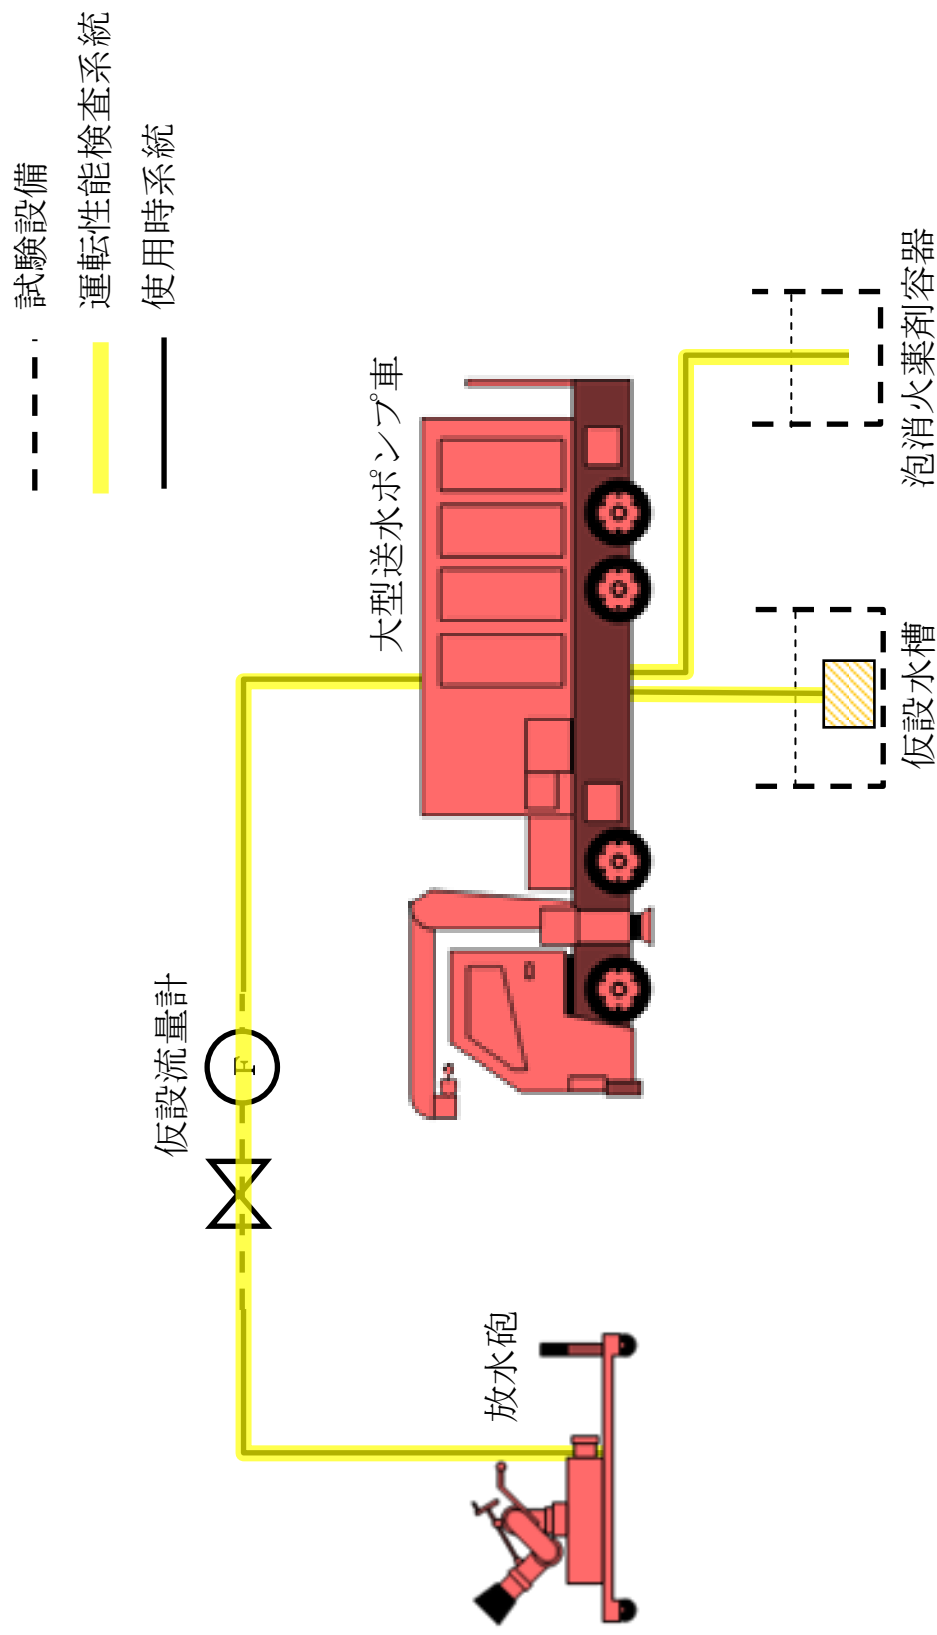 試験設備
運転性能検査系統
使用時系統
仮設流量計
F
大型送水ポンプ車
放水砲
仮設水槽
泡消火薬剤容器